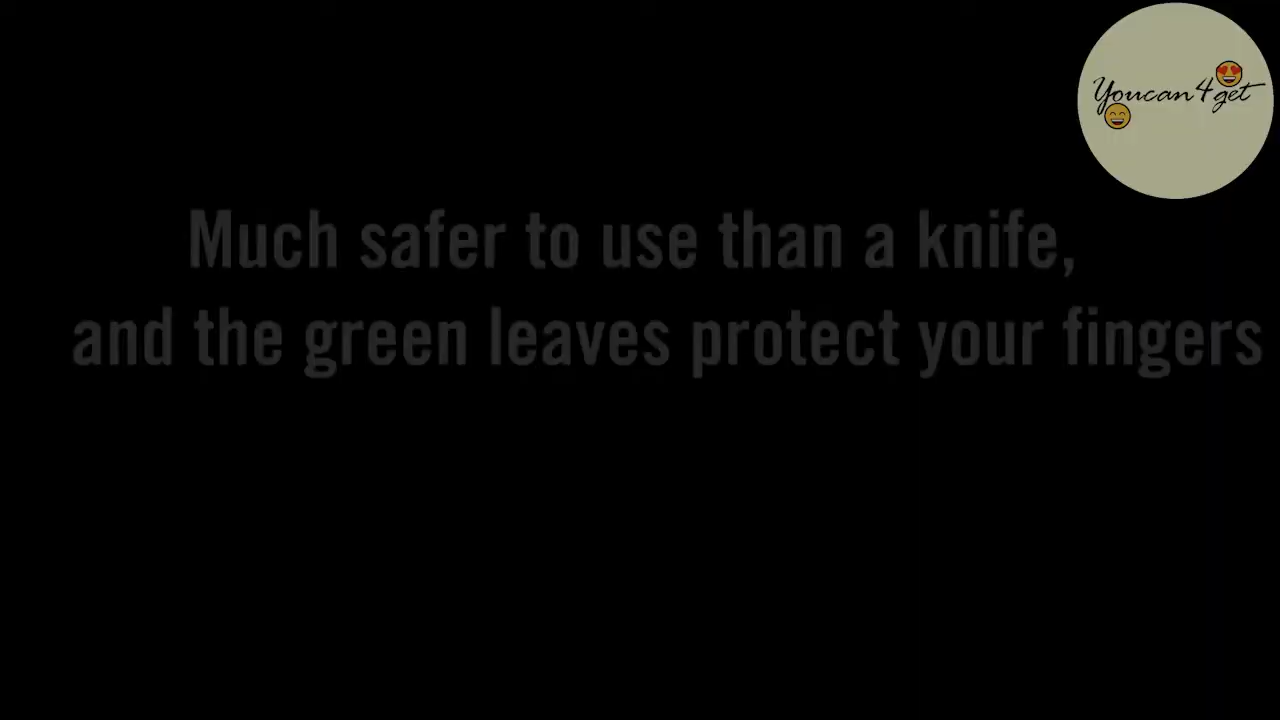 Youcan4get
Much safer to use than a knife,
and the green leaves protect your fingers